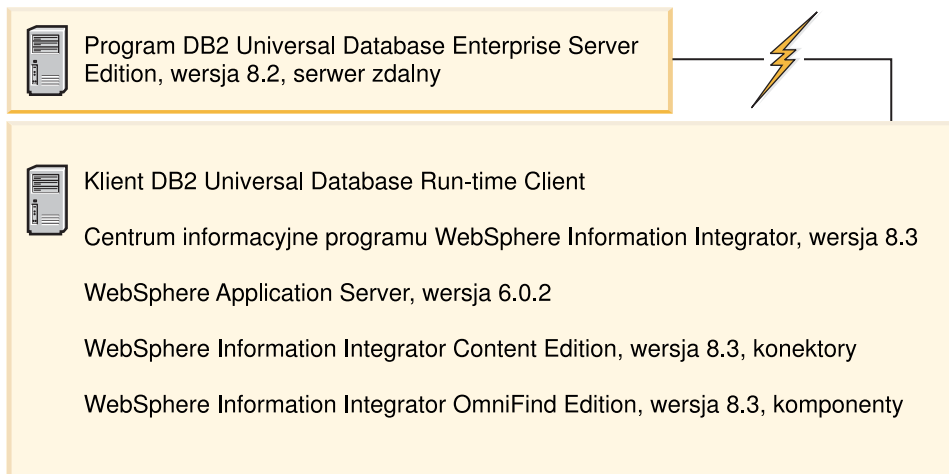 Program DB2 Universal Database Enterprise Server
Edition, wersja 8.2, serwer zdalny
Klient DB2 Universal Database Run-time Client
Centrum informacyjne programu WebSphere Information Integrator, wersja 8.3
WebSphere Application Server, wersja 6.0.2
WebSphere Information Integrator Content Edition, wersja 8.3, konektory
WebSphere Information Integrator OmniFind Edition, wersja 8.3, komponenty